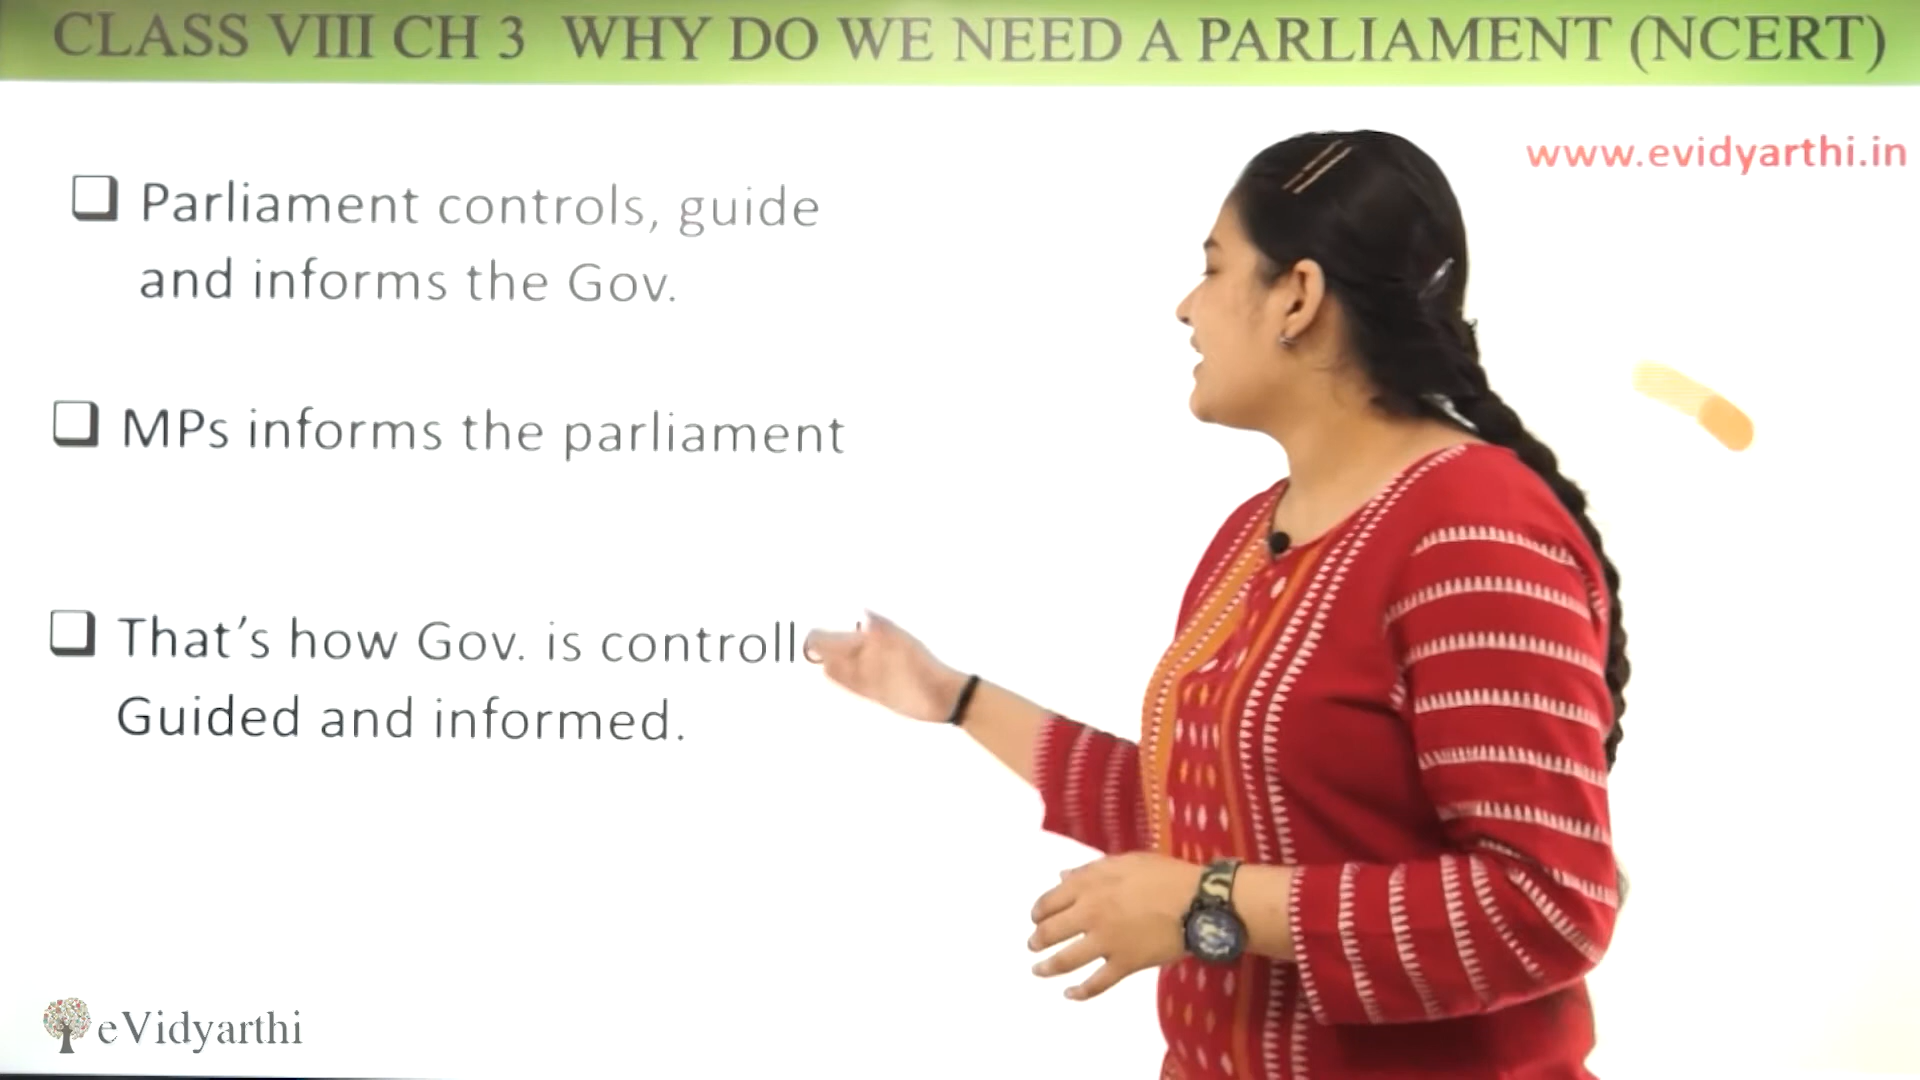 CLASS VIII CH 3 WHY DO WE NEED A PARLIAMENT (NCERT)
www.evidyarthi.in
Parliament controls, guide
and informs the Gov.
MPs informs the parliament
That's how Gov. is
Guided and informed.
eVidyarthi